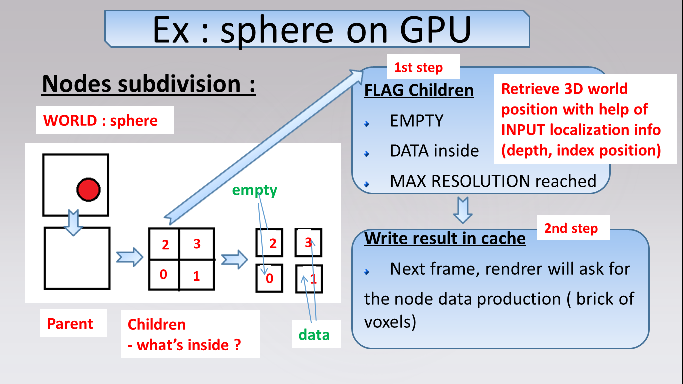 Ex : sphere on GPU
Nodes subdivision :
WORLD : sphere
empty
2 3
0 1
2 3
0 1
Parent
Children
- what's inside ?
data
1st step
FLAG Children
EMPTY
DATA inside
MAX RESOLUTION reached
Retrieve 3D world
position with help of
INPUT localization info
(depth, index position)
2nd step
Write result in cache
Next frame, rendrer will ask for
the node data production ( brick of
voxels)